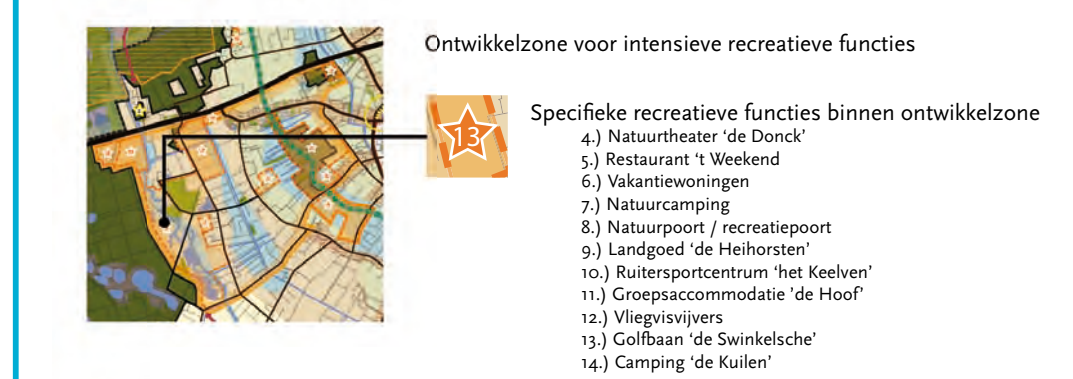 Ontwikkelzone voor intensieve recreatieve functies
13
Specifieke recreatieve functies binnen ontwikkelzone
4.) Natuurtheater ‘de Donck’
5.) Restaurant ‘t Weekend
6.) Vakantiewoningen
7.) Natuurcamping
8.) Natuurpoort / recreatiepoort
9.) Landgoed ‘de Heihorsten’
10.) Ruitersportcentrum ‘het Keelven’
11.) Groepsaccommodatie ’de Hoof’
12.) Vliegvisvijvers
13.) Golfbaan ‘de Swinkelsche’
14.) Camping ‘de Kuilen’